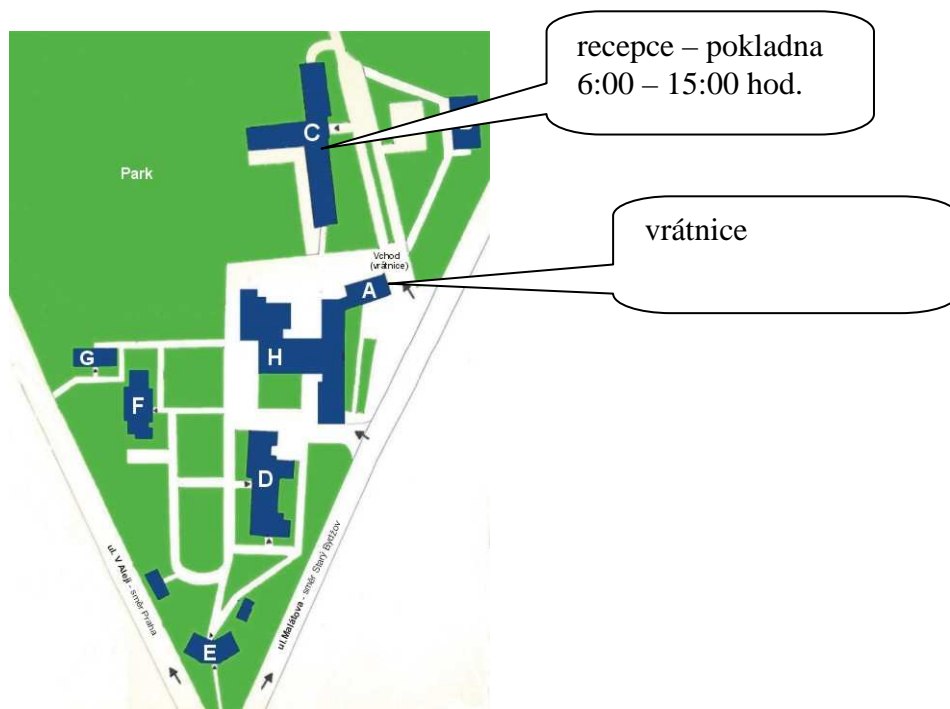 recepce – pokladna
6:00 – 15:00 hod.
C
Park
vrátnice
Vchod
(vrátnice)
A
H
G
F
D
ul. V Aleji - směr Praha
ul.Malátova - směr Starý Bydžov
E